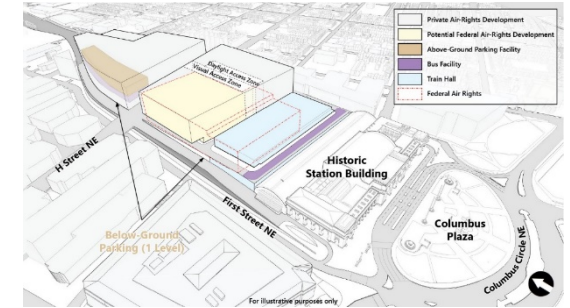 Private Air-Rights Development
Potential Federal Air-Rights Development
Above-Ground Parking Facility
Bus Facility
Train Hall
Federal Air Rights
Daylight Access Zone
Visual Access Zone
H Street NE
Historic
Station Building
First Street NE
Columbus
Plaza
Below-Ground
Parking (1 Level)
Columbus Circle NE
For illustrative purposes only